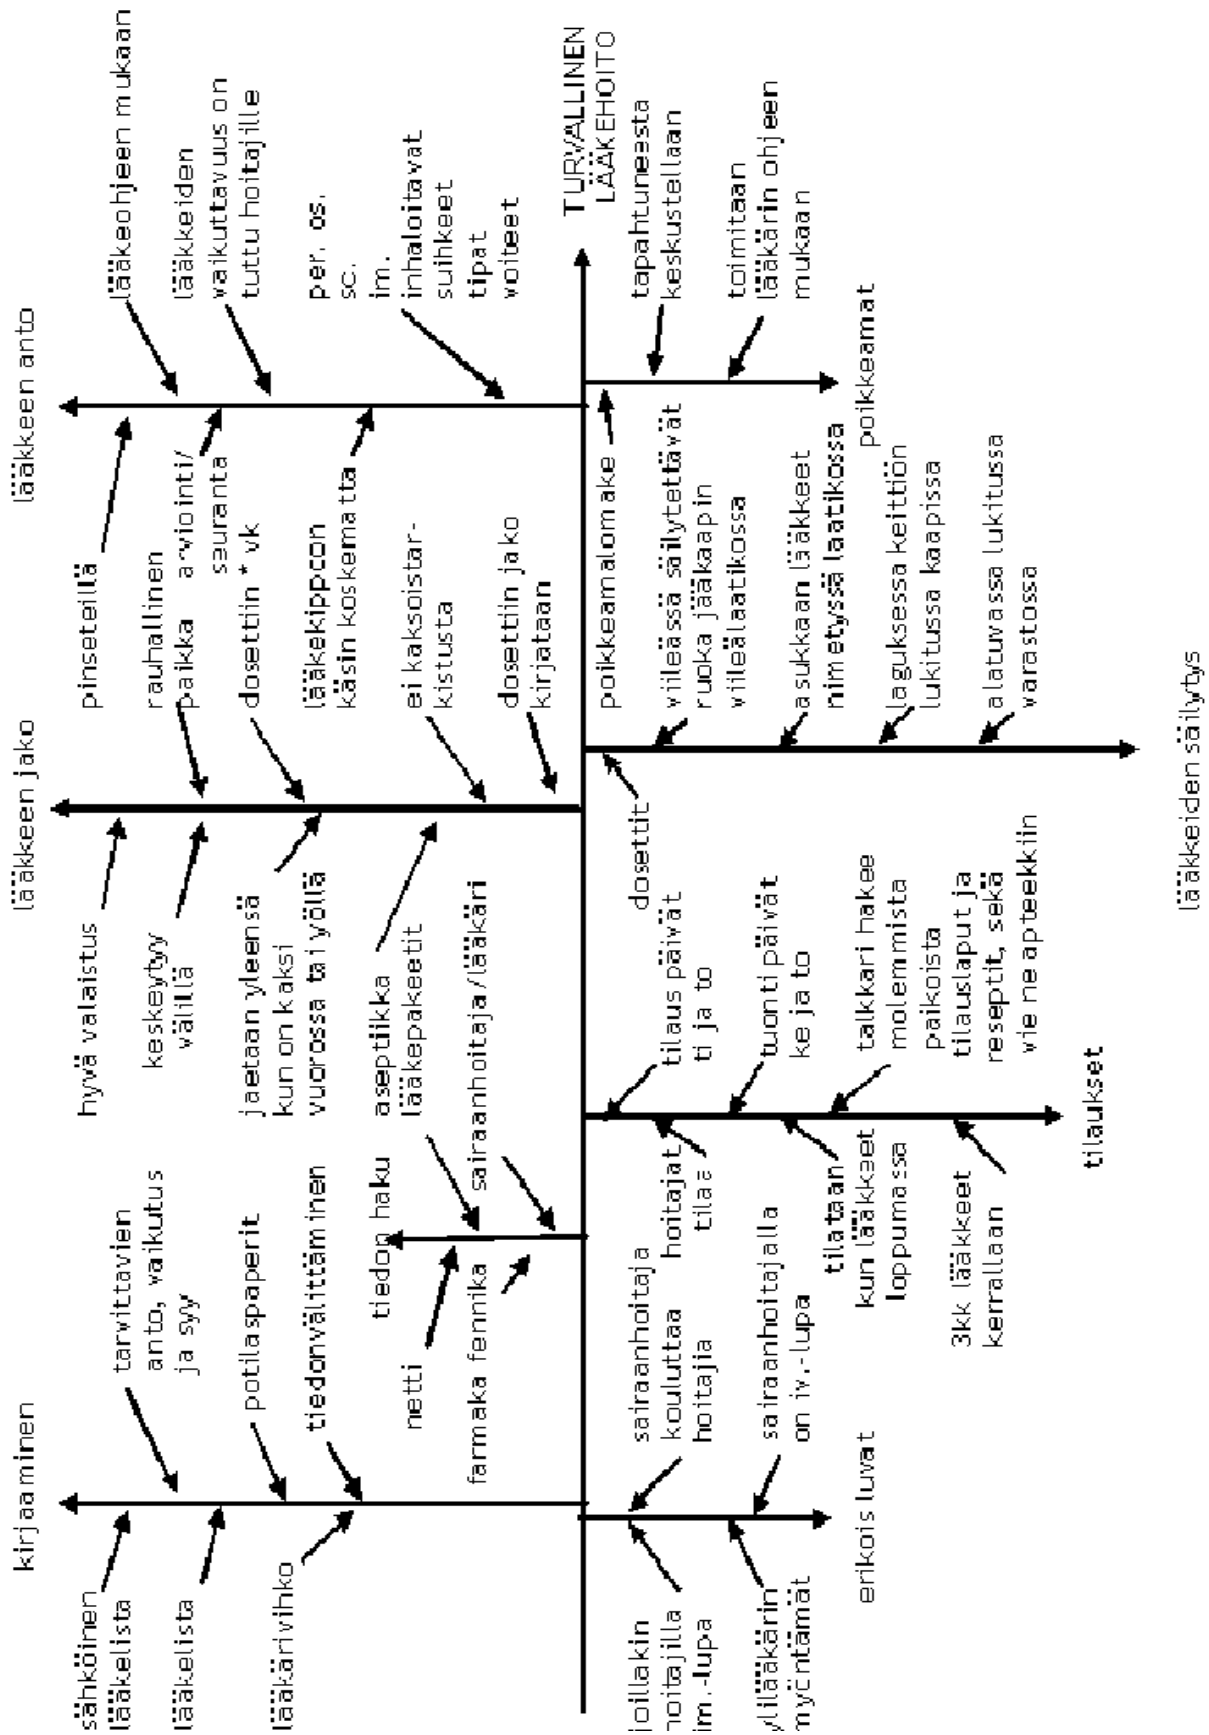 kirjaaminen
sähköinen
lääkelista
lääkelista
lääkärivihko
tarvittavien
anto, vaikutus
ja syy
potilaspaperit
tiedonvälittäminen
tiedon haku
netti
farmaka fennika
aseptiikka
lääkepakeetit
sairaanhoitaja/lääkäri
lääkkeen jako
hyvä valaistus
keskeytyy
välillä
jaetaan yleensä
kun on kaksi
vuorossa tai yöllä
rauhallinen
paikka
dosettiin * vk
ei kaksoistar-
kistusta
dosettiin jako
kirjataan
lääkkeen anto
pinseteillä
arviointi/
seuranta
lääkekippoon
käsin koskematta
lääkeohjeen mukaan
lääkkeiden
vaikuttavuus on
tuttu hoitajille
per. os.
sc.
im.
inhaloitavat
suihkeet
tipat
voiteet
TURVALLINEN
LÄÄKEHOITO
joillakin
hoitajilla
im.-lupa
ylilääkärin
myöntämät
sairaanhoitaja
kouluttaa
hoitajia
sairaanhoitajalla
on iv.-lupa
erikois luvat
hoitajat
tilaa
tilataan
kun lääkkeet
loppumassa
3kk lääkkeet
kerrallaan
tilaus päivät
ti ja to
tuonti päivät
ke ja to
talkkari hakee
molemmista
paikoista
tilauslaput ja
reseptit, sekä
vie ne apteekkiin
tilaukset
dosettit
viileässä säilytettävät
ruoka jääkaapin
viileälaatikossa
asukkaan lääkkeet
nimetyssä laatikossa
laguksessa keittiön
lukitussa kaapissa
alatuvassa lukitussa
varastossa
lääkkeiden säilytys
poikkeamalomake
tapahtuneesta
keskustellaan
toimitaan
lääkärin ohjeen
mukaan
poikkeamat